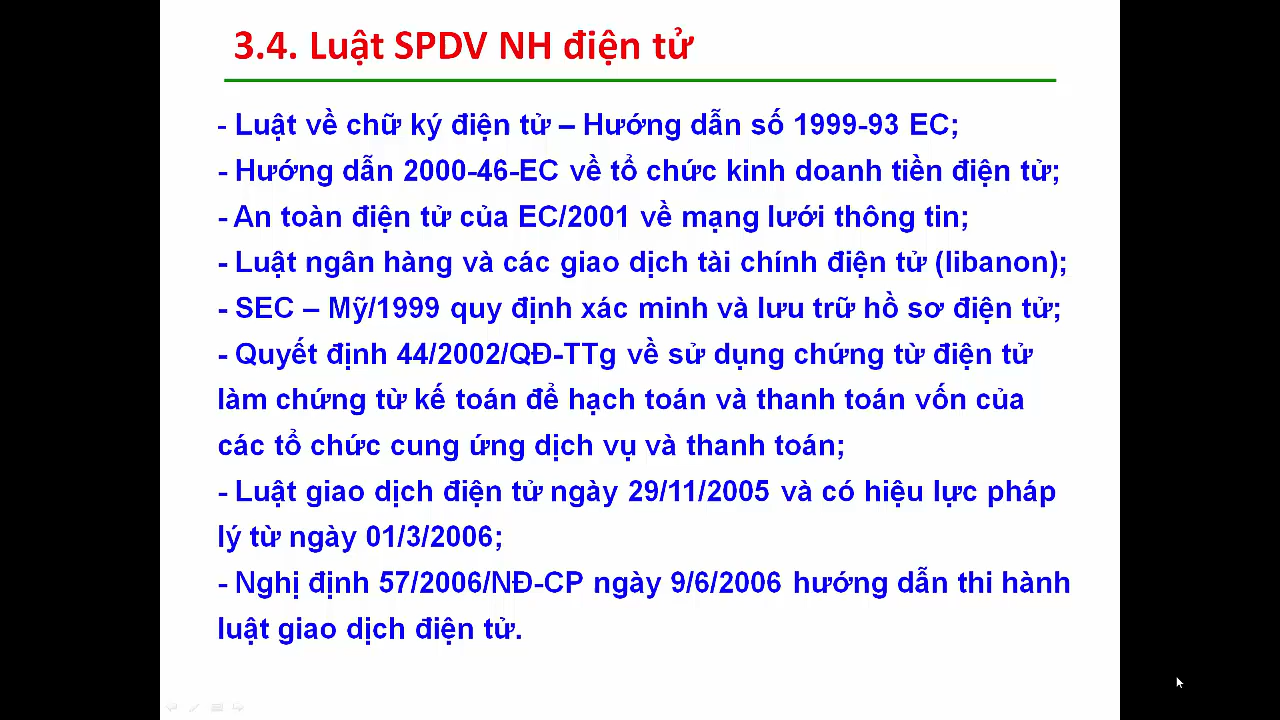 3.4. Luật SPDV NH điện tử
- Luật về chữ ký điện tử – Hướng dẫn số 1999-93 EC;
- Hướng dẫn 2000-46-EC về tổ chức kinh doanh tiền điện tử;
- An toàn điện tử của EC/2001 về mạng lưới thông tin;
- Luật ngân hàng và các giao dịch tài chính điện tử (libanon);
- SEC – Mỹ/1999 quy định xác minh và lưu trữ hồ sơ điện tử;
- Quyết định 44/2002/QĐ-TTg về sử dụng chứng từ điện tử
làm chứng từ kế toán để hạch toán và thanh toán vốn của
các tổ chức cung ứng dịch vụ và thanh toán;
- Luật giao dịch điện tử ngày 29/11/2005 và có hiệu lực pháp
lý từ ngày 01/3/2006;
- Nghị định 57/2006/NĐ-CP ngày 9/6/2006 hướng dẫn thi hành
luật giao dịch điện tử.